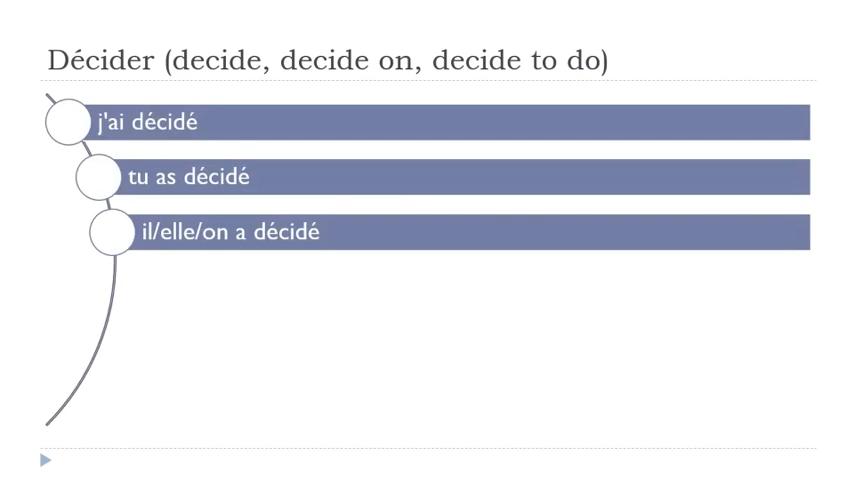 Décider (decide, decide on, decide to do)
j'ai décidé
tu as décidé
il/elle/on a décidé